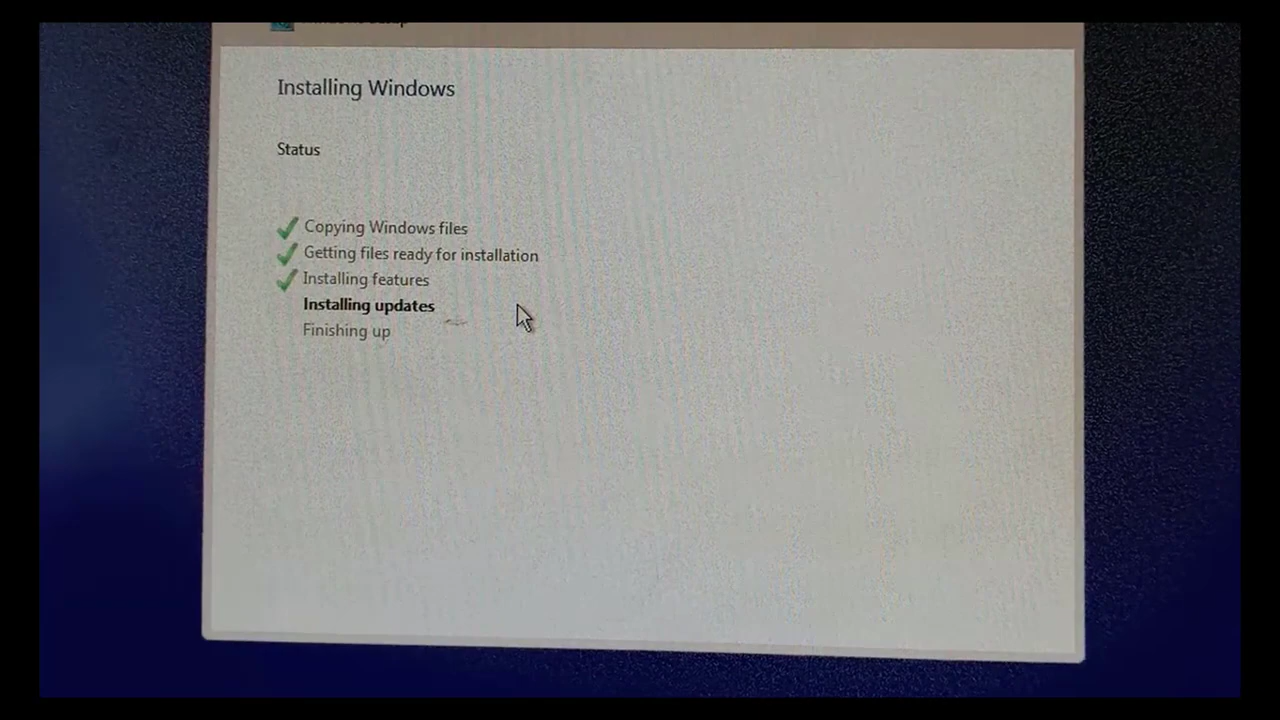 Installing Windows
Status
Copying Windows files
Getting files ready for installation
Installing features
Installing updates
Finishing up